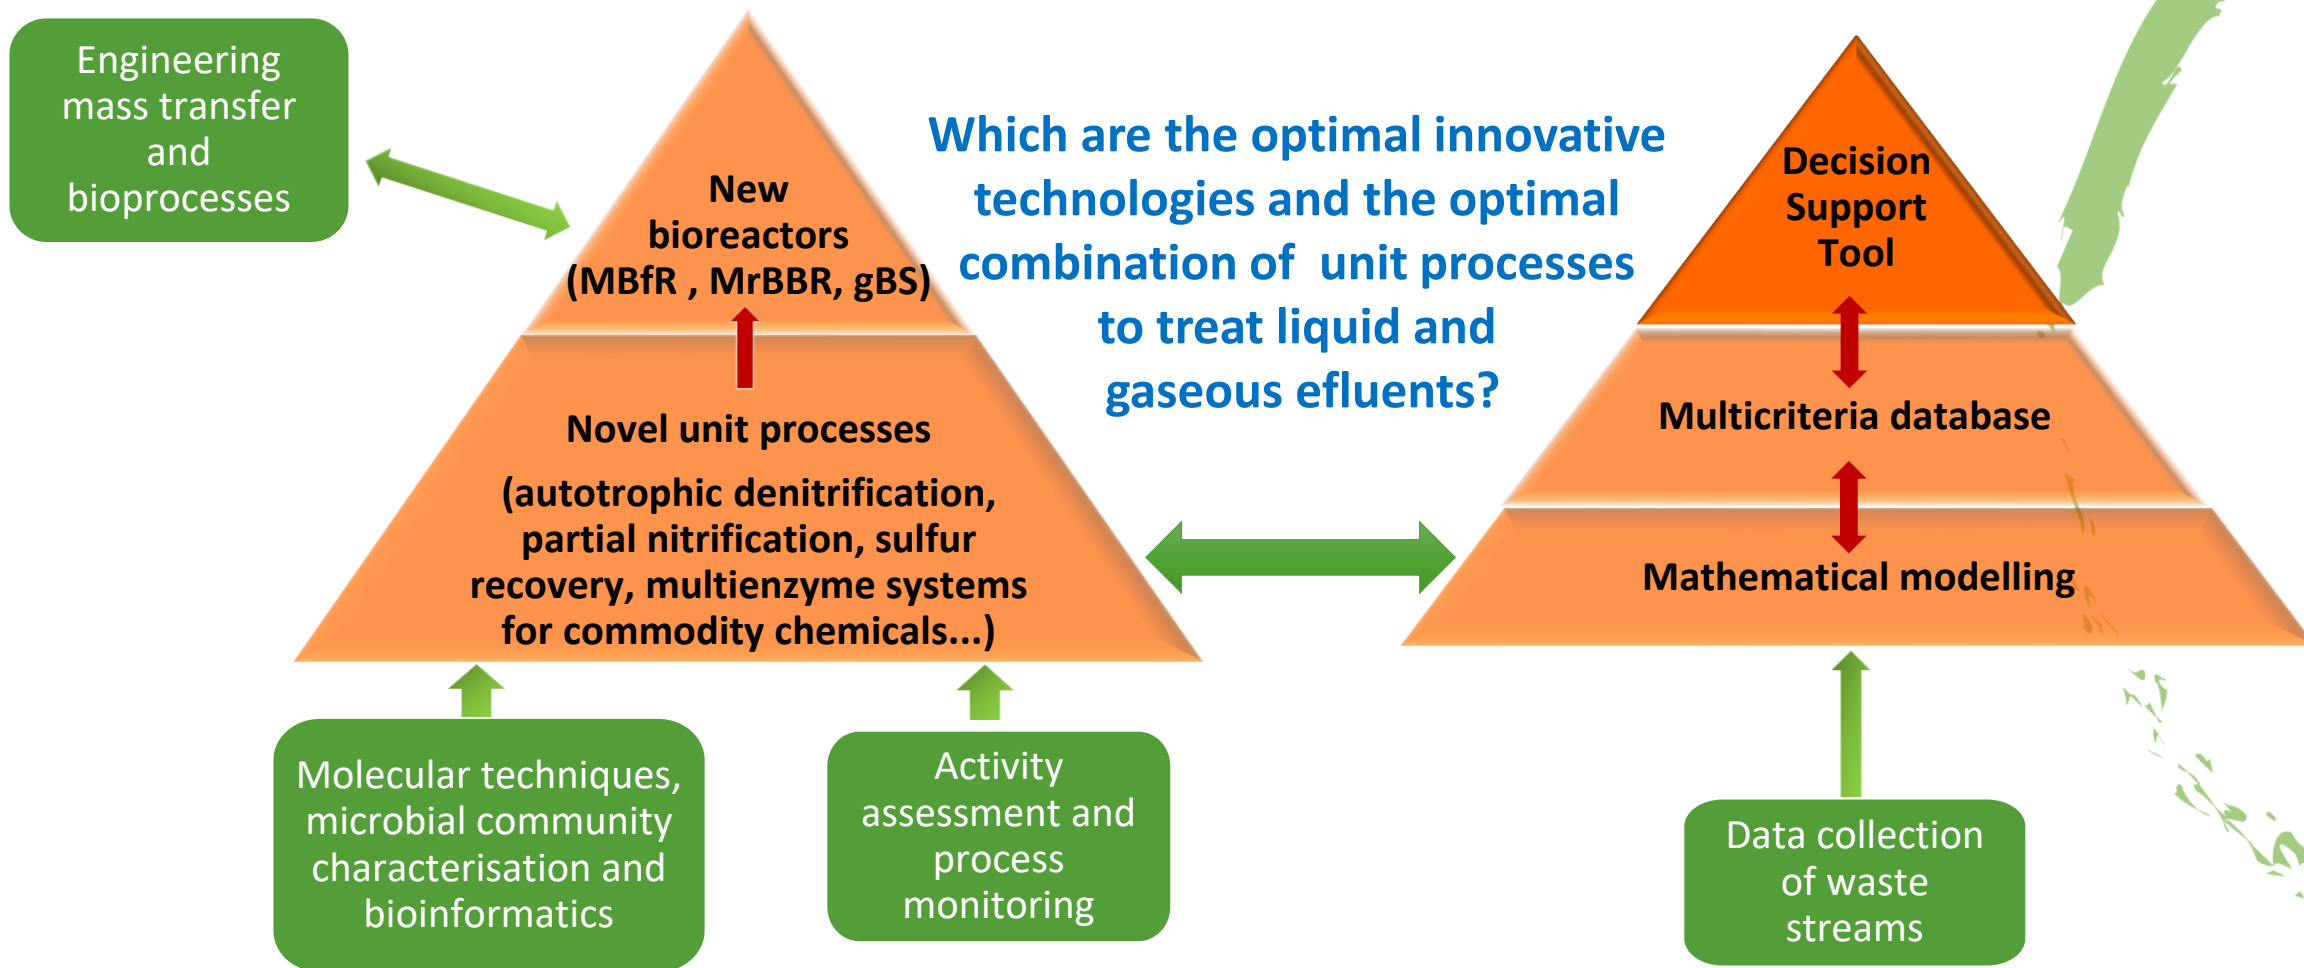 Engineering
mass transfer
and
bioprocesses
New
bioreactors
(MBfR , MrBBR, gBS)
Novel unit processes
(autotrophic denitrification,
partial nitrification, sulfur
recovery, multienzyme systems
for commodity chemicals...)
Molecular techniques,
microbial community
characterisation and
bioinformatics
Activity
assessment and
process
monitoring
Which are the optimal innovative
technologies and the optimal
combination of  unit processes
to treat liquid and
gaseous efluents?
Decision
Support
Tool
Multicriteria database
Mathematical modelling
Data collection
of waste
streams